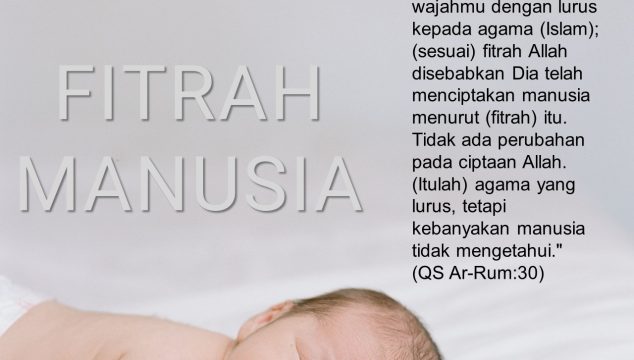 FITRAH
MANUSIA
wajahmu dengan lurus
kepada agama (Islam);
(sesuai) fitrah Allah
disebabkan Dia telah
menciptakan manusia
menurut (fitrah) itu.
Tidak ada perubahan
pada ciptaan Allah.
(Itulah) agama yang
lurus, tetapi
kebanyakan manusia
tidak mengetahui."
(QS Ar-Rum:30)